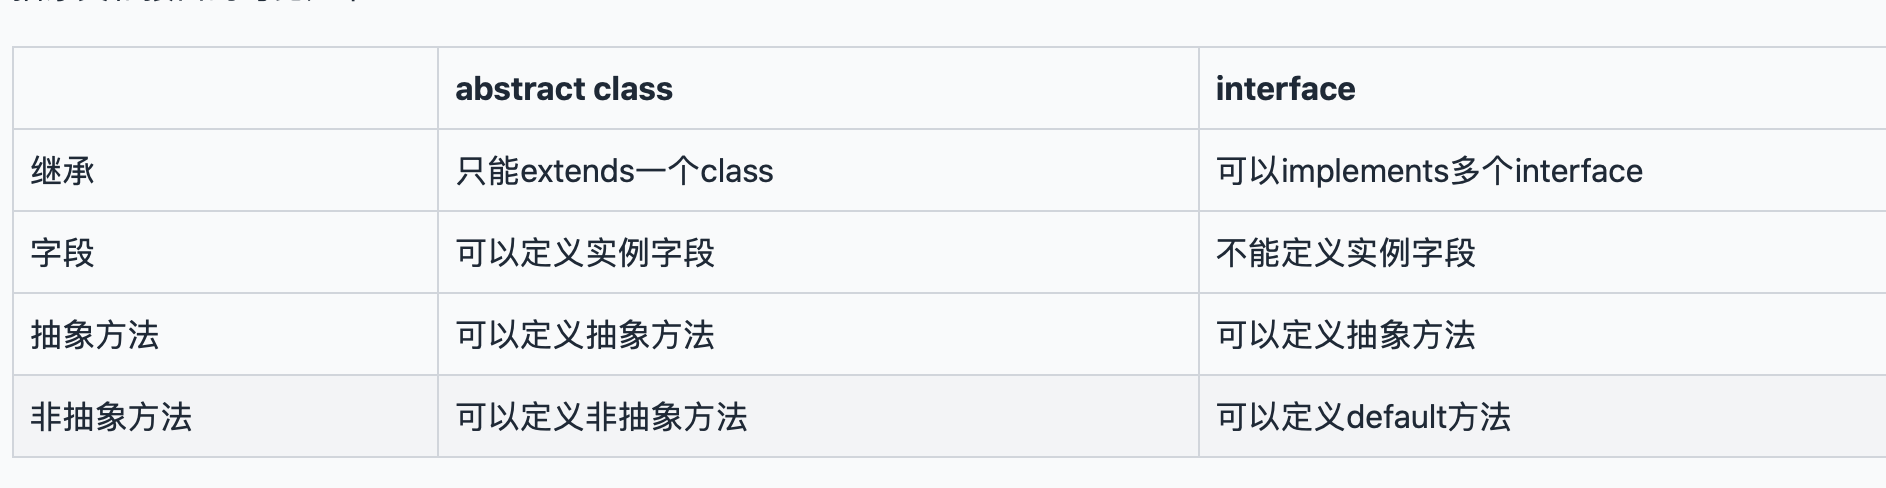 abstract class interface
继承 只能extends一个class 可以implements多个interface
字段 可以定义实例字段 不能定义实例字段
抽象方法 可以定义抽象方法 可以定义抽象方法
非抽象方法 可以定义非抽象方法 可以定义default方法